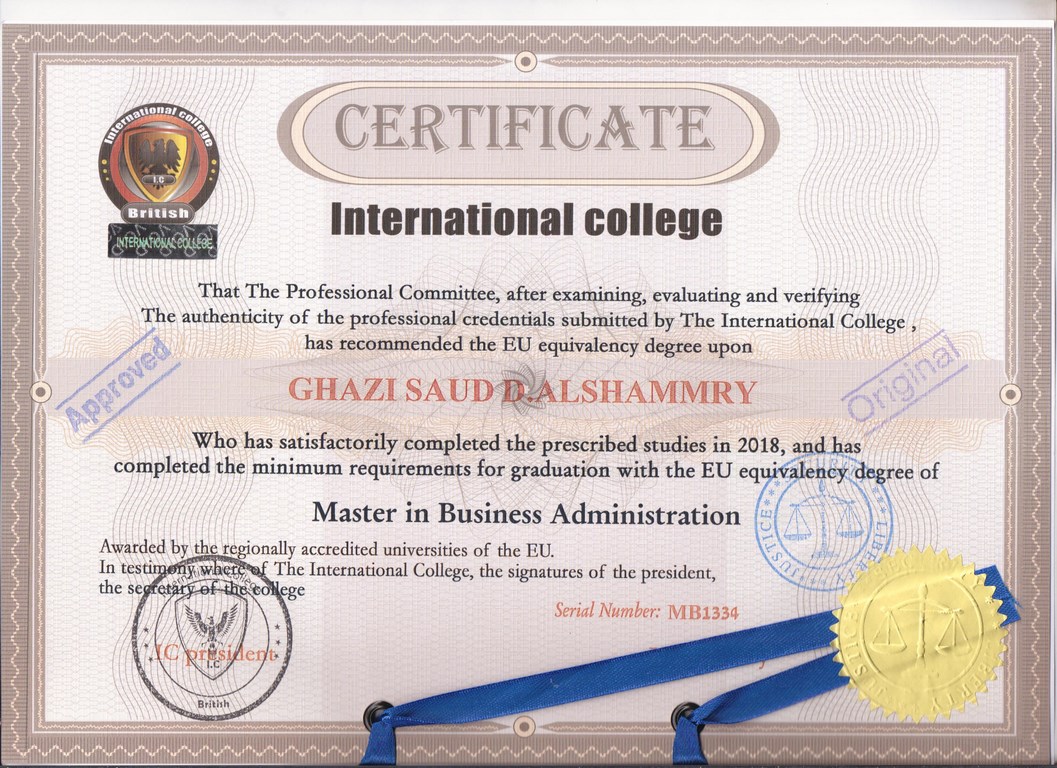 CERTIFICATE
International college
I.C
British
INTERNATIONAL COLLEGE
International college
That The Professional Committee, after examining, evaluating and verifying
The authenticity of the professional credentials submitted by The International College ,
has recommended the EU equivalency degree upon
Approved
Original
GHAZI SAUD D.ALSHAMMRY
Who has satisfactorily completed the prescribed studies in 2018, and has
completed the minimum requirements for graduation with the EU equivalency degree of
Master in Business Administration
JUSTICE LIBERTY
Awarded by the regionally accredited universities of the EU.
In testimony where of The International College, the signatures of the president,
the secretary of the college
Serial Number: MB1334
International College
I.C
British
IC president